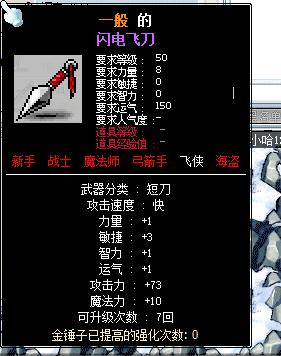 一般 的
闪电飞刀
要求等级： 50
要求力量： 8
要求敏捷： 0
要求智力： 0
要求运气： 150
要求人气度： -
道具等级： -
道具经验值： -
新手 战士 魔法师 弓箭手 飞侠 海盗
武器分类 : 短刀
攻击速度 : 快
力量 : +1
敏捷 : +3
智力 : +1
运气 : +1
攻击力 : +73
魔法力 : +10
可升级次数 : 7回
金锤子已提高的强化次数: 0
小哈1